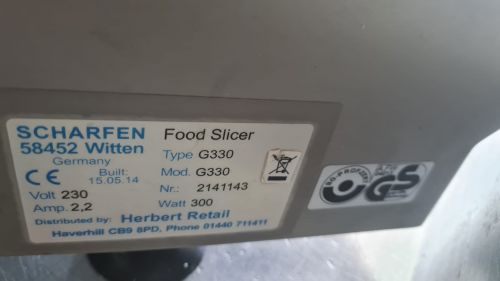 SCHARFEN Food Slicer
58452 Witten
Germany
Type G330
Built: Mod. G330
15.05.14
CE
Nr.: 2141143
Volt 230
Watt 300
Amp. 2,2
Distributed by: Herbert Retail
Haverhill CB9 8PD, Phone 01440 711411
GS